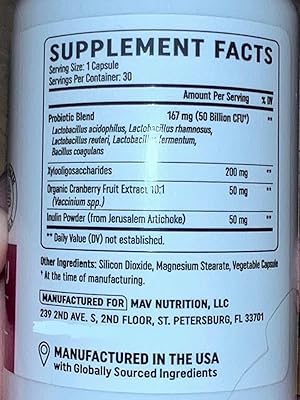 SUPPLEMENT FACTS
Serving Size: 1 Capsule
Servings Per Container: 30
Amount Per Serving % DV
Probiotic Blend 167 mg (50 Billion CFU†) **
Lactobacillus acidophilus, Lactobacillus rhamnosus,
Lactobacillus reuteri, Lactobacillus fermentum,
Bacillus coagulans
Xylooligosaccharides 200 mg **
Organic Cranberry Fruit Extract 10:1 50 mg **
(Vaccinium spp.)
Inulin Powder (from Jerusalem Artichoke) 50 mg **
** Daily Value (DV) not established.
Other Ingredients: Silicon Dioxide, Magnesium Stearate, Vegetable Capsule
† At the time of manufacturing.
MANUFACTURED FOR MAV NUTRITION, LLC
239 2ND AVE. S, 2ND FLOOR, ST. PETERSBURG, FL 33701
MANUFACTURED IN THE USA
with Globally Sourced Ingredients